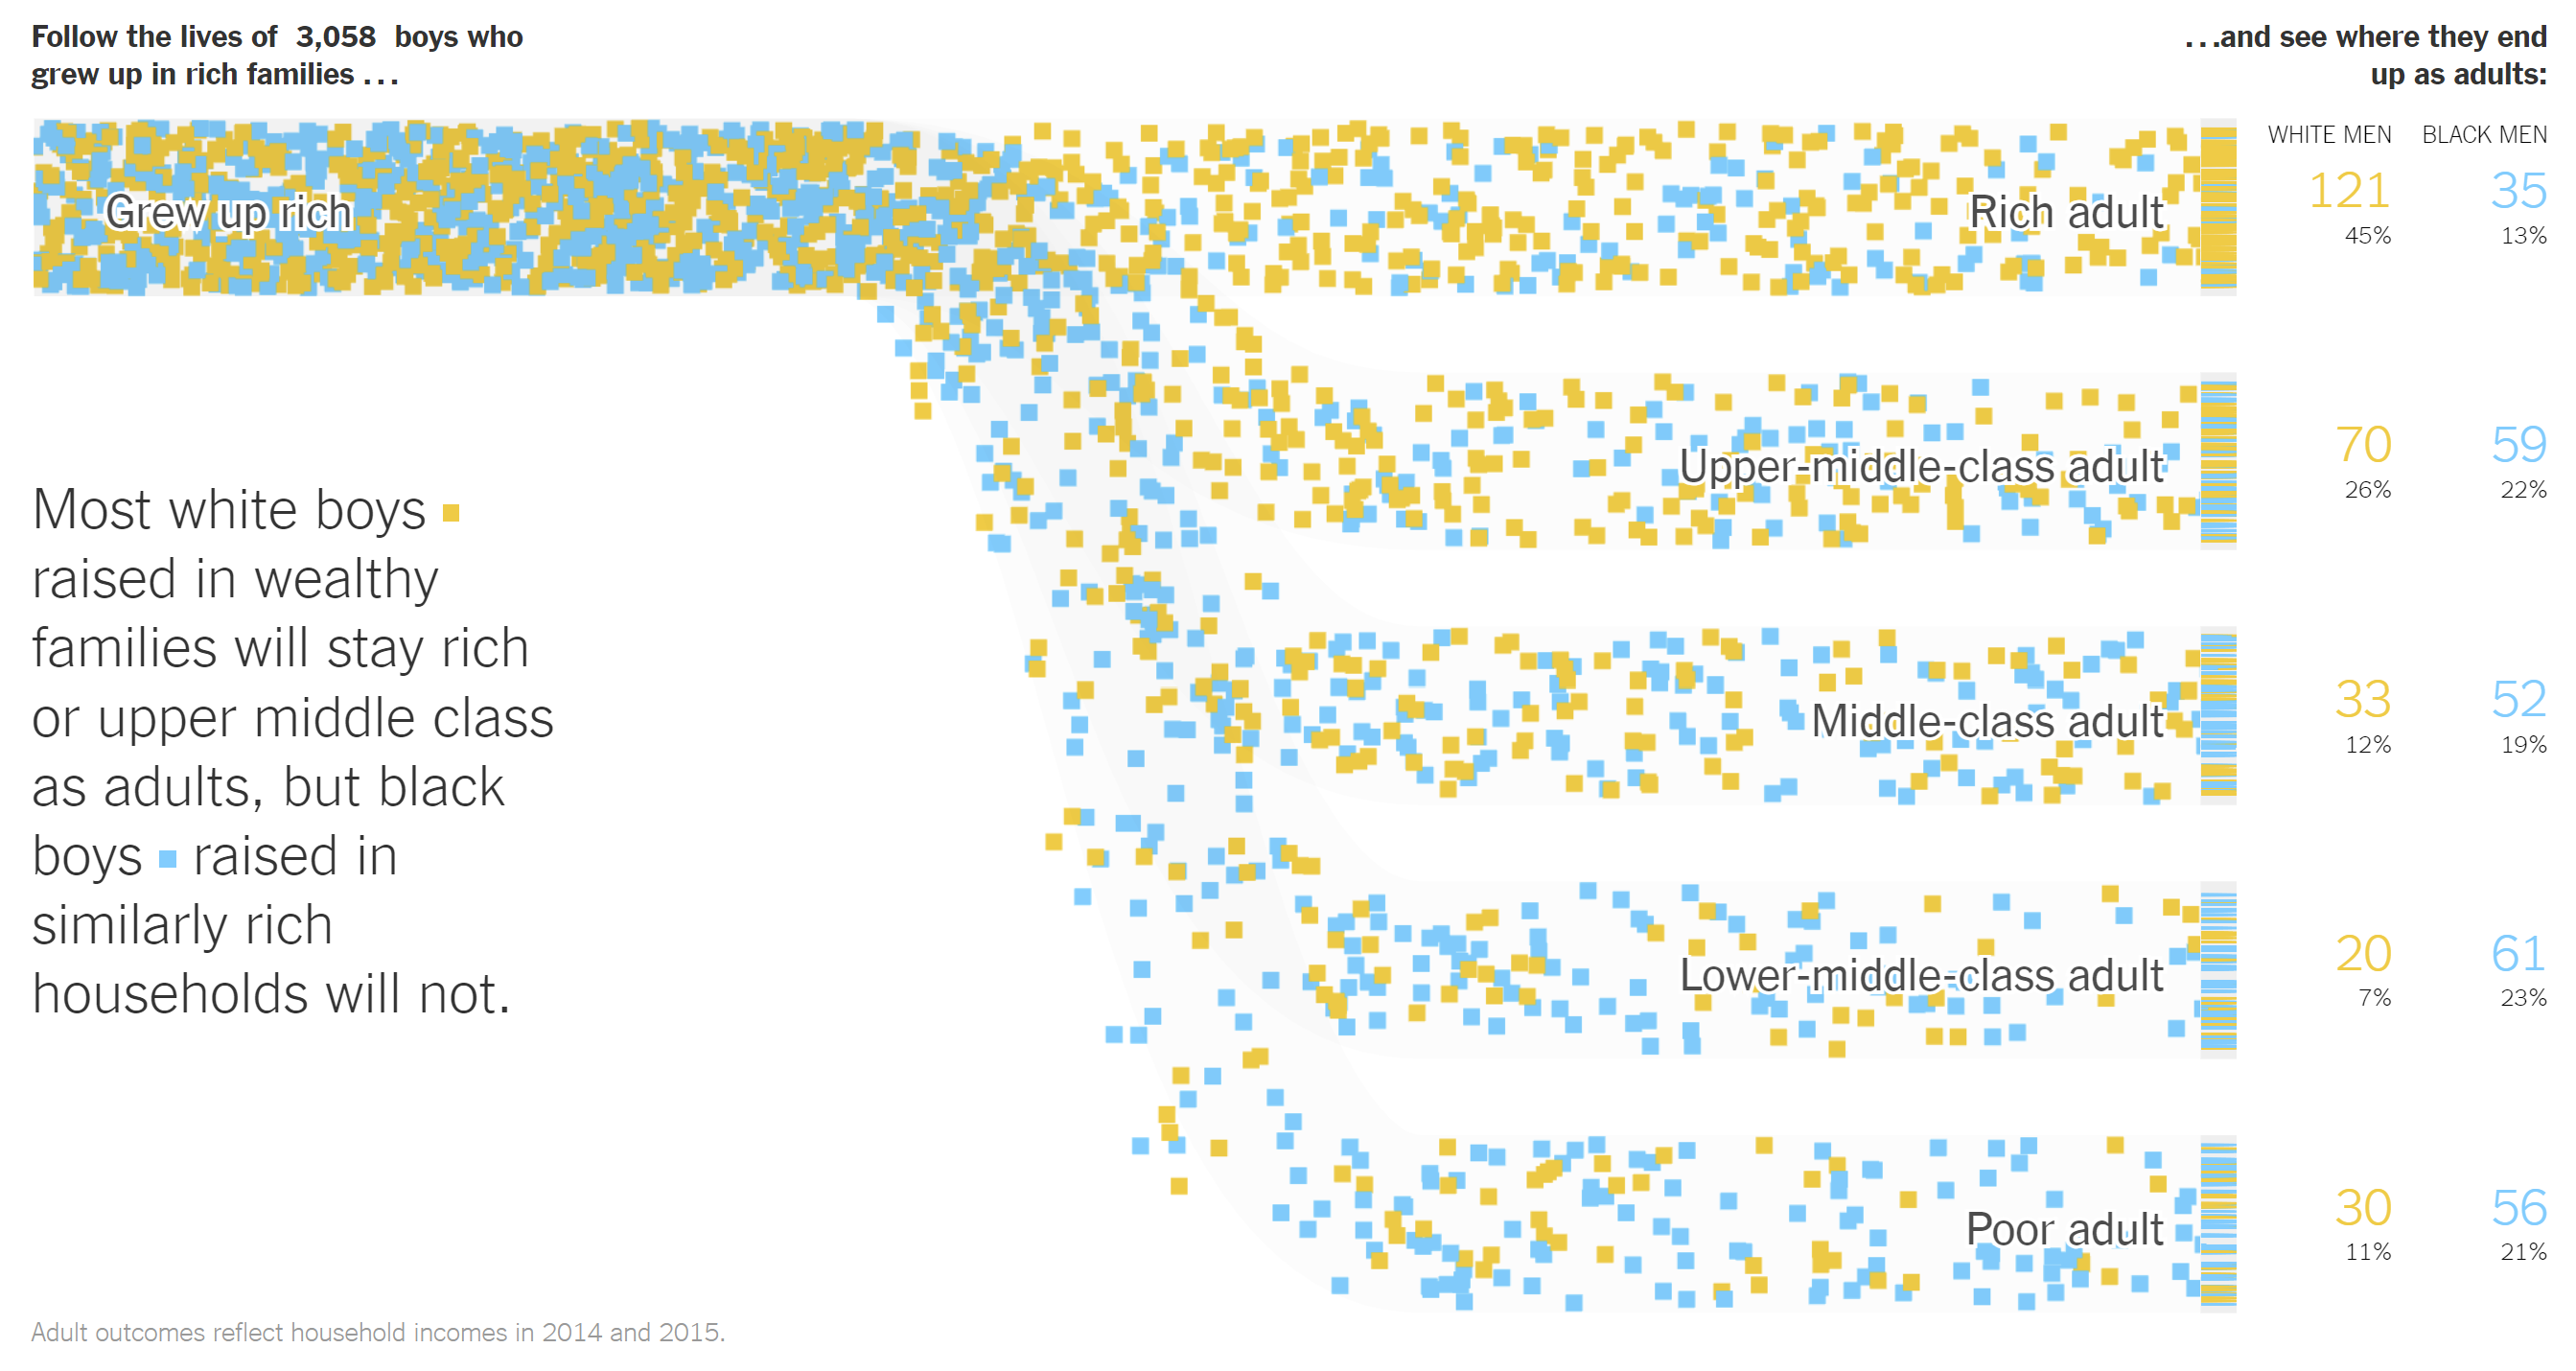 Follow the lives of 3,058 boys who
grew up in rich families . . .
. . .and see where they end
up as adults:
WHITE MEN BLACK MEN
Grew up rich
Rich adult
121 35
45% 13%
Upper-middle-class adult
70 59
26% 22%
Most white boys
raised in wealthy
families will stay rich
or upper middle class
as adults, but black
boys raised in
similarly rich
households will not.
Middle-class adult
33 52
12% 19%
Lower-middle-class adult
20 61
7% 23%
Poor adult
30 56
11% 21%
Adult outcomes reflect household incomes in 2014 and 2015.